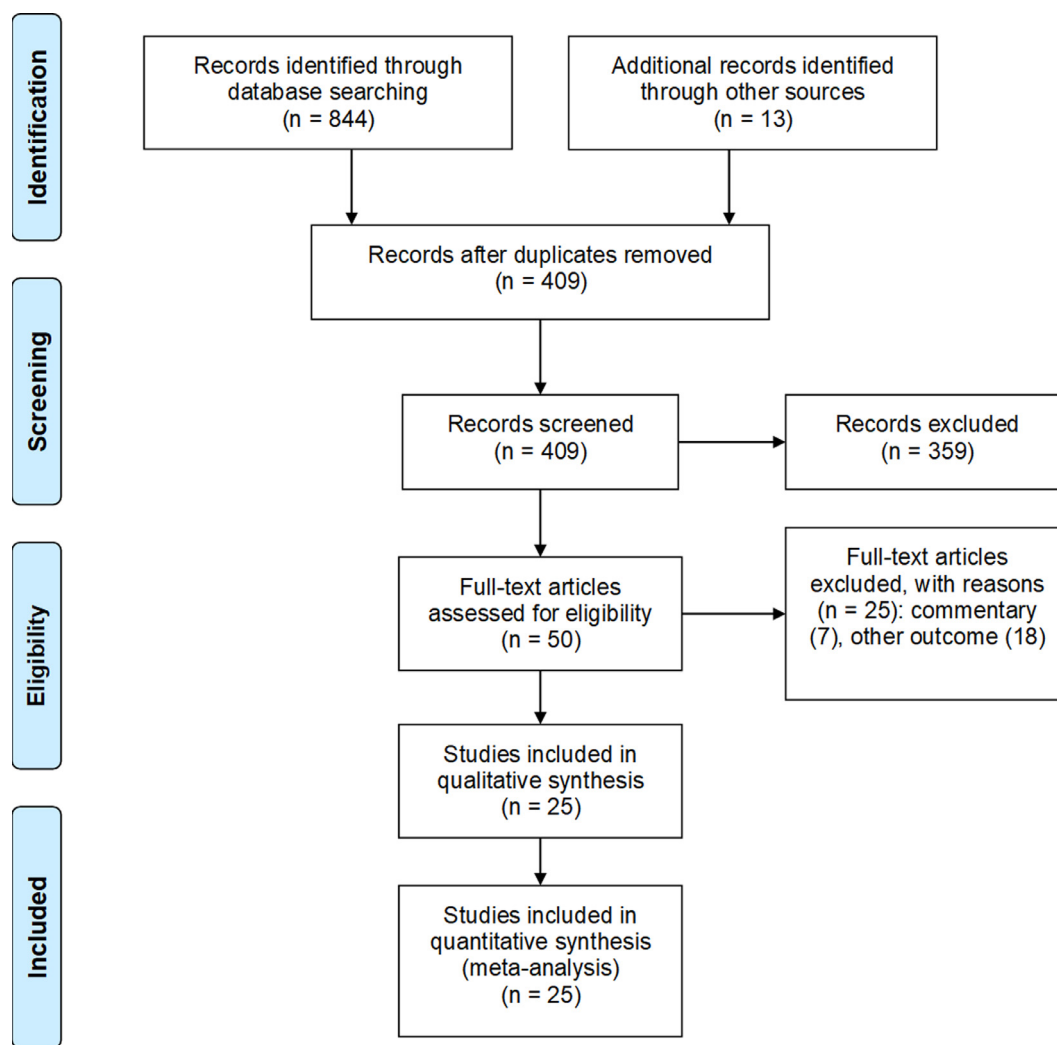 Identification
Records identified through
database searching
(n = 844)
Additional records identified
through other sources
(n = 13)
Records after duplicates removed
(n = 409)
Screening
Records screened
(n = 409)
Records excluded
(n = 359)
Eligibility
Full-text articles
assessed for eligibility
(n = 50)
Full-text articles
excluded, with reasons
(n = 25): commentary
(7), other outcome (18)
Studies included in
qualitative synthesis
(n = 25)
Included
Studies included in
quantitative synthesis
(meta-analysis)
(n = 25)